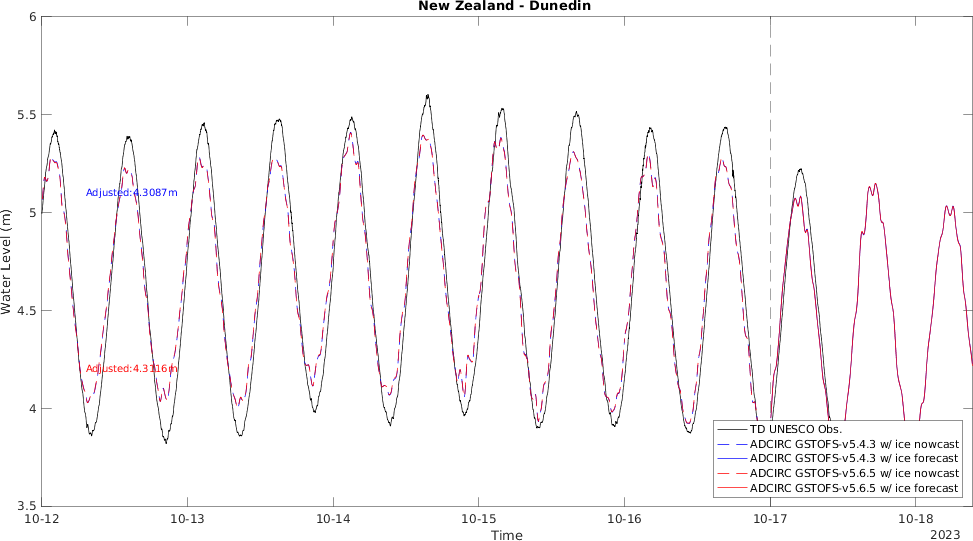 New Zealand - Dunedin
6
5.5
5
4.5
4
3.5
Water Level (m)
Adjusted:4.3087m
Adjusted:4.3116m
TD UNESCO Obs.
ADCIRC GSTOFS-v5.4.3 w/ ice nowcast
ADCIRC GSTOFS-v5.4.3 w/ ice forecast
ADCIRC GSTOFS-v5.6.5 w/ ice nowcast
ADCIRC GSTOFS-v5.6.5 w/ ice forecast
10-12 10-13 10-14 10-15 10-16 10-17 10-18
Time
2023